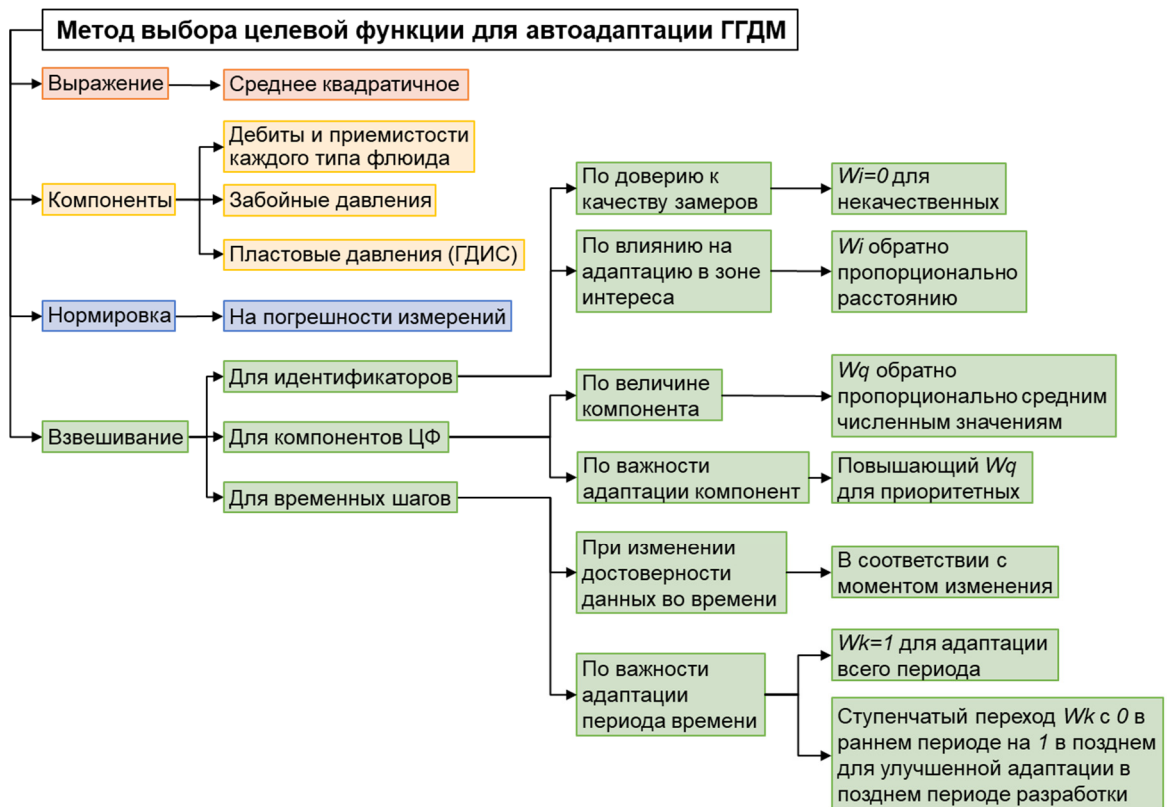 Метод выбора целевой функции для автоадаптации ГГДМ
Выражение
Среднее квадратичное
Компоненты
Дебиты и приемистости
каждого типа флюида
Забойные давления
Пластовые давления (ГДИС)
Нормировка
На погрешности измерений
Взвешивание
Для идентификаторов
По доверию к
качеству замеров
Wi=0 для
некачественных
По влиянию на
адаптацию в зоне
интереса
Wi обратно
пропорционально
расстоянию
Для компонентов ЦФ
По величине
компонента
Wq обратно
пропорционально средним
численным значениям
По важности
адаптации компонент
Повышающий Wq
для приоритетных
Для временных шагов
При изменении
достоверности
данных во времени
В соответствии с
моментом изменения
По важности
адаптации
периода времени
Wk=1 для адаптации
всего периода
Ступенчатый переход Wk с 0 в
раннем периоде на 1 в позднем
для улучшенной адаптации в
позднем периоде разработки